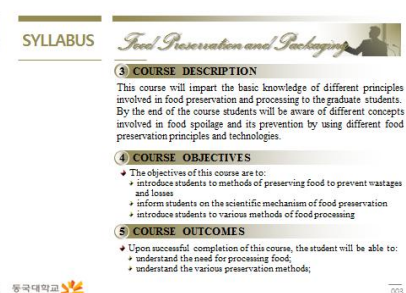 SYLLABUS
Food Preservation and Packaging
3 COURSE DESCRIPTION
This course will impart the basic knowledge of different principles
involved in food preservation and processing to the graduate students.
By the end of the course students will be aware of different concepts
involved in food spoilage and its prevention by using different food
preservation principles and technologies.
4 COURSE OBJECTIVES
The objectives of this course are to:
introduce students to methods of preserving food to prevent wastages
and losses
inform students on the scientific mechanism of food preservation
introduce students to various methods of food processing
5 COURSE OUTCOMES
Upon successful completion of this course, the student will be able to:
understand the need for processing food;
understand the various preservation methods;
동국대학교
003